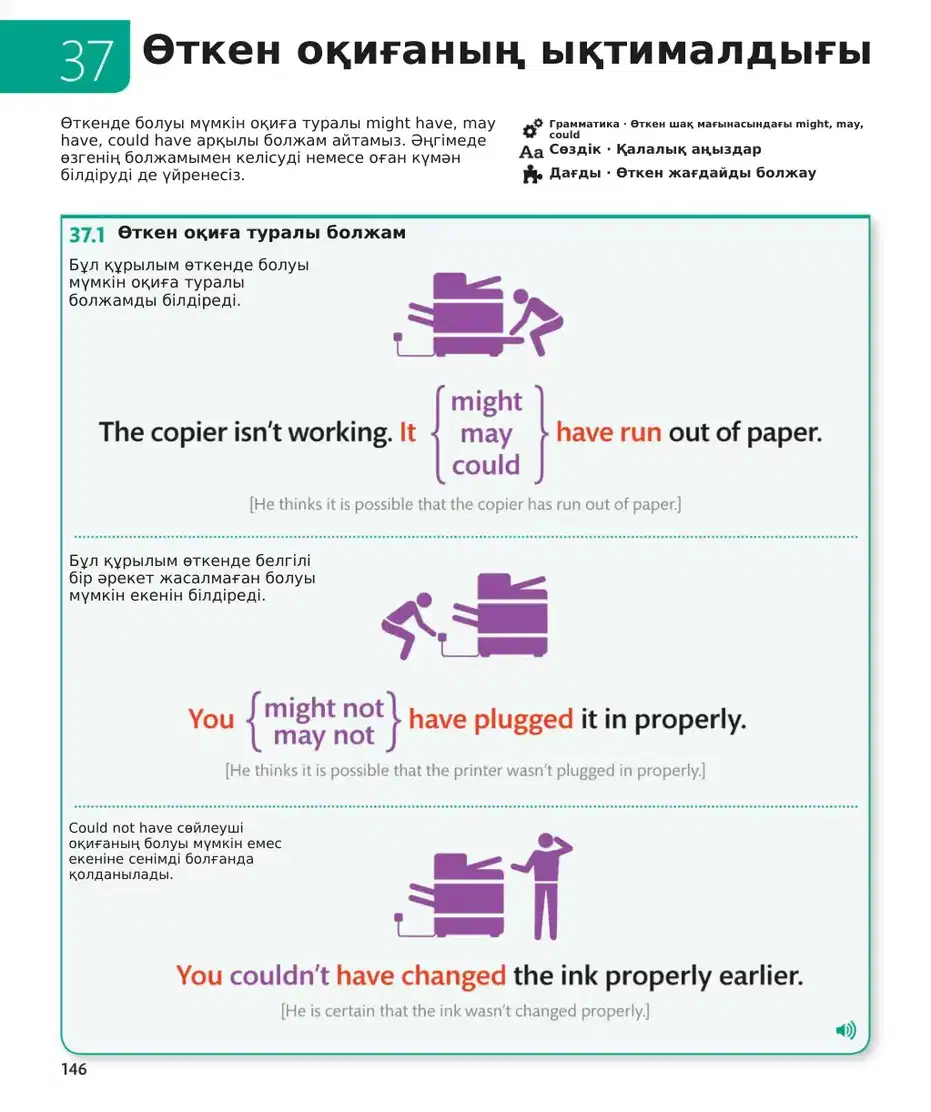 37
Өткен оқиғаның ықтималдығы
Өткенде болуы мүмкін оқиға туралы might have, may
have, could have арқылы болжам айтамыз. Әңгімеде
өзгенің болжамымен келісуді немесе оған күмән
білдіруді де үйренесіз.
Грамматика · Өткен шақ мағынасындағы might, may,
could
Aa Сөздік · Қалалық аңыздар
Дағды · Өткен жағдайды болжау
37.1 Өткен оқиға туралы болжам
Бұл құрылым өткенде болуы
мүмкін оқиға туралы
болжамды білдіреді.
might
The copier isn't working. It may have run out of paper.
could
[He thinks it is possible that the copier has run out of paper.]
Бұл құрылым өткенде белгілі
бір әрекет жасалмаған болуы
мүмкін екенін білдіреді.
You might not have plugged it in properly.
may not
[He thinks it is possible that the printer wasn't plugged in properly.]
Could not have сөйлеуші
оқиғаның болуы мүмкін емес
екеніне сенімді болғанда
қолданылады.
You couldn't have changed the ink properly earlier.
[He is certain that the ink wasn't changed properly.]
146